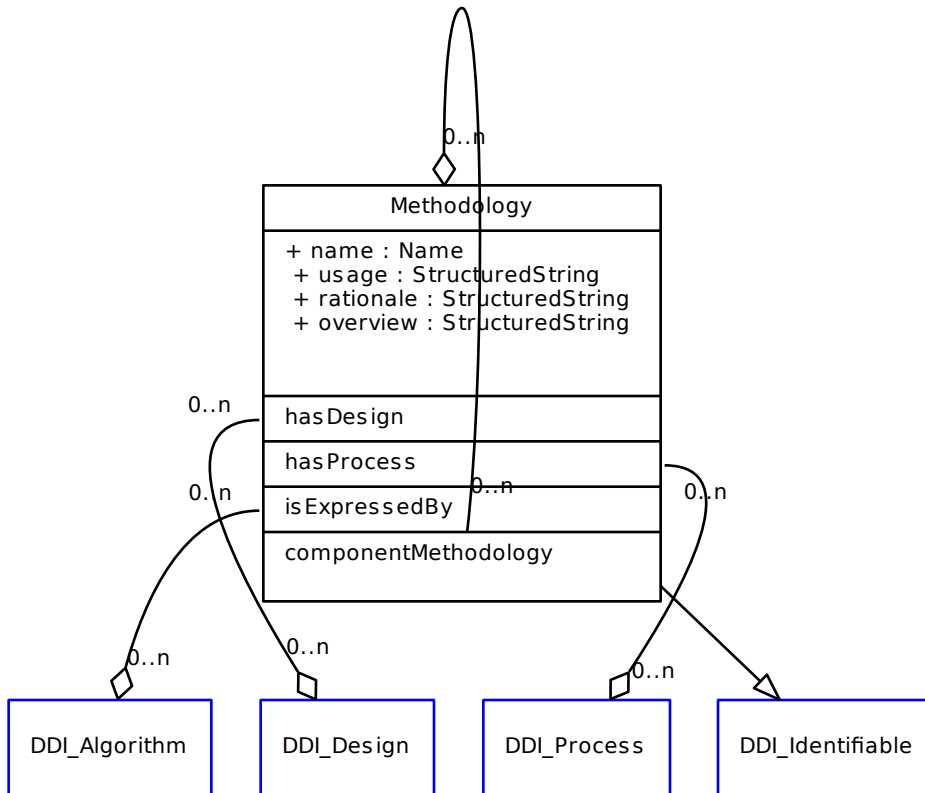 0..n
Methodology
+ name : Name
+ usage : StructuredString
+ rationale : StructuredString
+ overview : StructuredString
0..n
hasDesign
hasProcess
0..n
0..n
0..n
isExpressedBy
componentMethodology
0..n
0..n
0..n
DDI_Algorithm
DDI_Design
DDI_Process
DDI_Identifiable